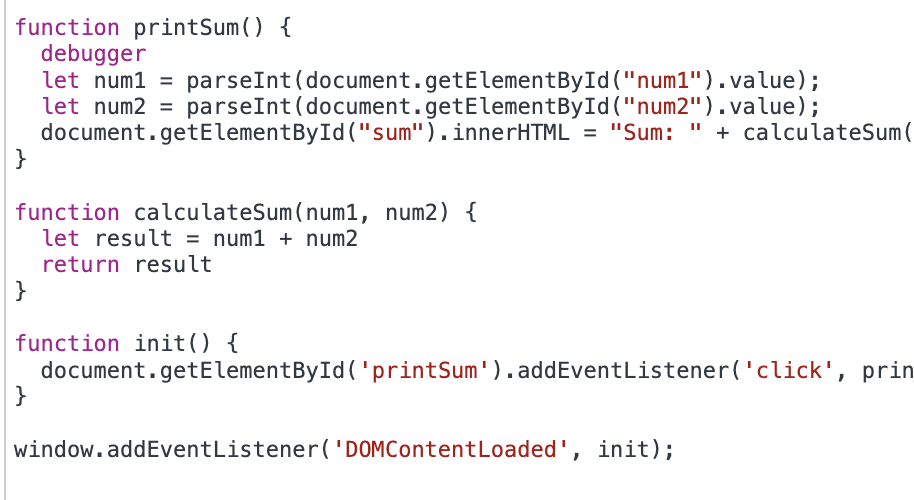 function printSum() {
  debugger
  let num1 = parseInt(document.getElementById("num1").value);
  let num2 = parseInt(document.getElementById("num2").value);
  document.getElementById("sum").innerHTML = "Sum: " + calculateSum(
}

function calculateSum(num1, num2) {
  let result = num1 + num2
  return result
}

function init() {
  document.getElementById('printSum').addEventListener('click', prin
}

window.addEventListener('DOMContentLoaded', init);